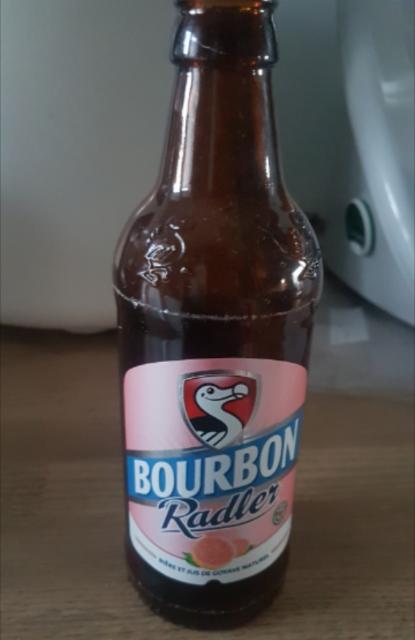 BOURBON
Radler
BIÈRE ET JUS DE GOYAVE NATUREL